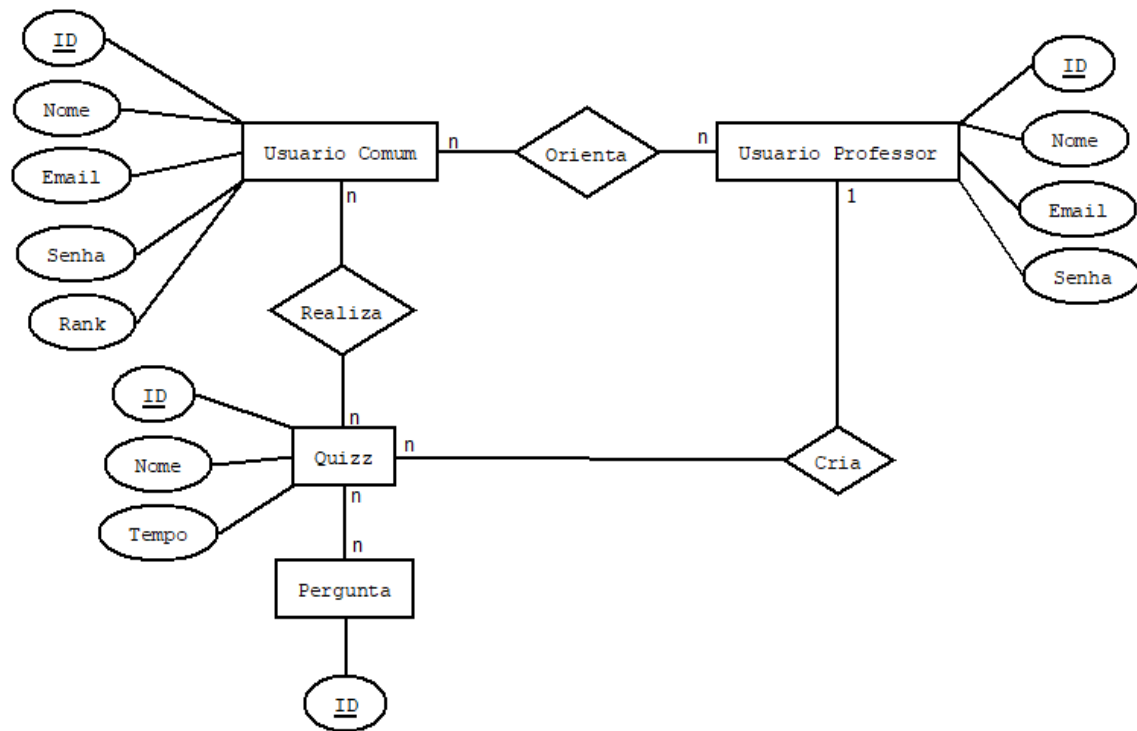 ID
Nome
Email
Senha
Rank
Usuario Comum
n
Orienta
n
Usuario Professor
ID
Nome
Email
Senha
n
1
Realiza
n
ID
Nome
Tempo
Quizz
n
Cria
n
n
Pergunta
ID